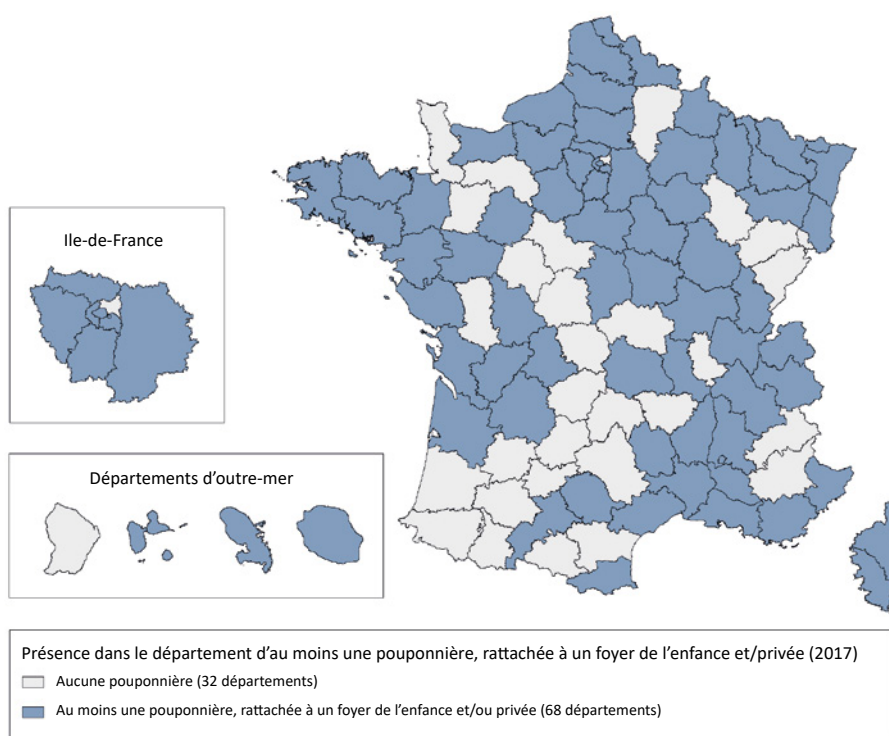 Ile-de-France
Départements d'outre-mer
Présence dans le département d'au moins une pouponnière, rattachée à un foyer de l'enfance et/privée (2017)
Aucune pouponnière (32 départements)
Au moins une pouponnière, rattachée à un foyer de l'enfance et/ou privée (68 départements)